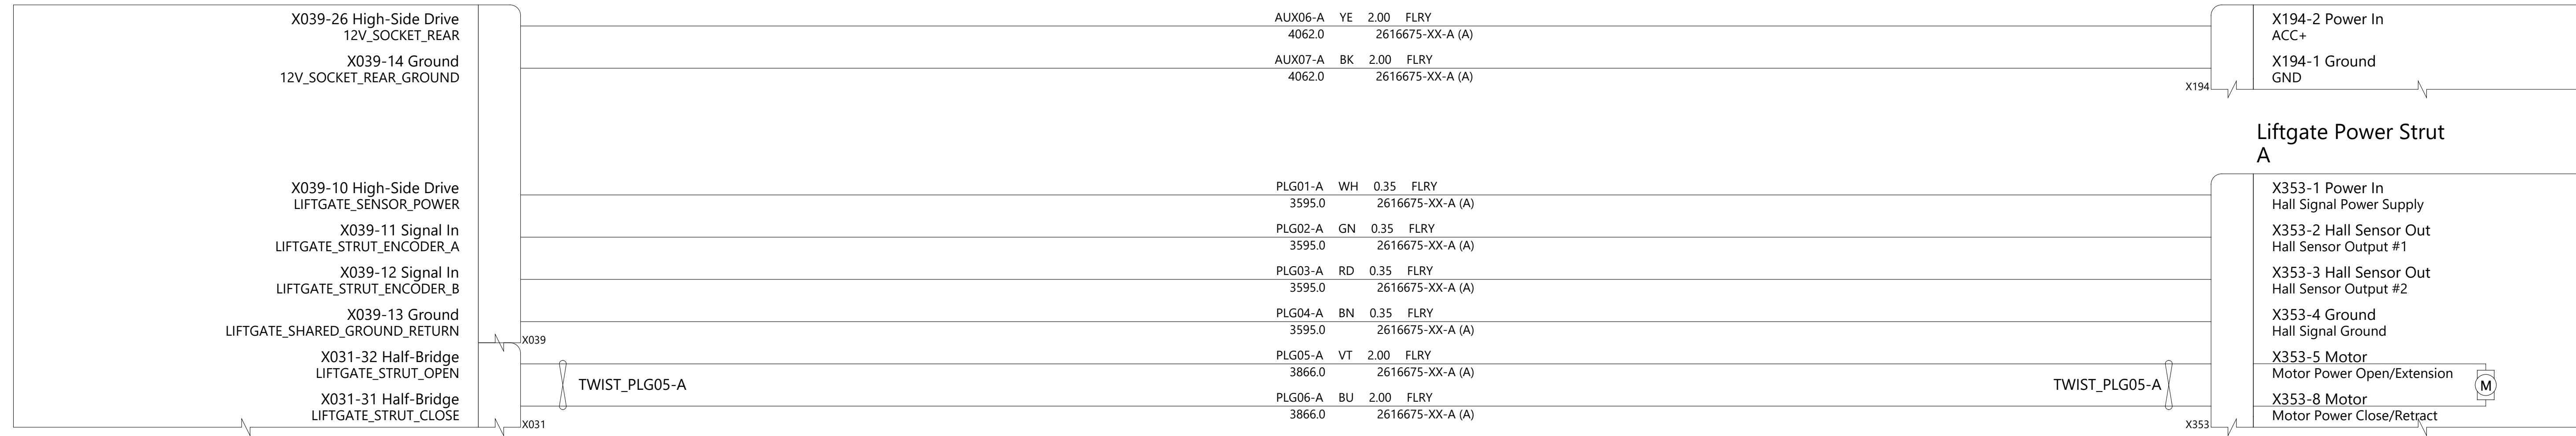 X039-26 High-Side Drive
12V_SOCKET_REAR
AUX06-A YE 2.00 FLRY
4062.0 2616675-XX-A (A)
X194-2 Power In
ACC+
X039-14 Ground
12V_SOCKET_REAR_GROUND
AUX07-A BK 2.00 FLRY
4062.0 2616675-XX-A (A)
X194-1 Ground
GND
X194
Liftgate Power Strut
A
X039-10 High-Side Drive
LIFTGATE_SENSOR_POWER
PLG01-A WH 0.35 FLRY
3595.0 2616675-XX-A (A)
X353-1 Power In
Hall Signal Power Supply
X039-11 Signal In
LIFTGATE_STRUT_ENCODER_A
PLG02-A GN 0.35 FLRY
3595.0 2616675-XX-A (A)
X353-2 Hall Sensor Out
Hall Sensor Output #1
X039-12 Signal In
LIFTGATE_STRUT_ENCODER_B
PLG03-A RD 0.35 FLRY
3595.0 2616675-XX-A (A)
X353-3 Hall Sensor Out
Hall Sensor Output #2
X039-13 Ground
LIFTGATE_SHARED_GROUND_RETURN
X039
PLG04-A BN 0.35 FLRY
3595.0 2616675-XX-A (A)
X353-4 Ground
Hall Signal Ground
X031-32 Half-Bridge
LIFTGATE_STRUT_OPEN
PLG05-A VT 2.00 FLRY
3866.0 2616675-XX-A (A)
X353-5 Motor
Motor Power Open/Extension
TWIST_PLG05-A
TWIST_PLG05-A
M
X031-31 Half-Bridge
LIFTGATE_STRUT_CLOSE
X031
PLG06-A BU 2.00 FLRY
3866.0 2616675-XX-A (A)
X353-8 Motor
Motor Power Close/Retract
X353